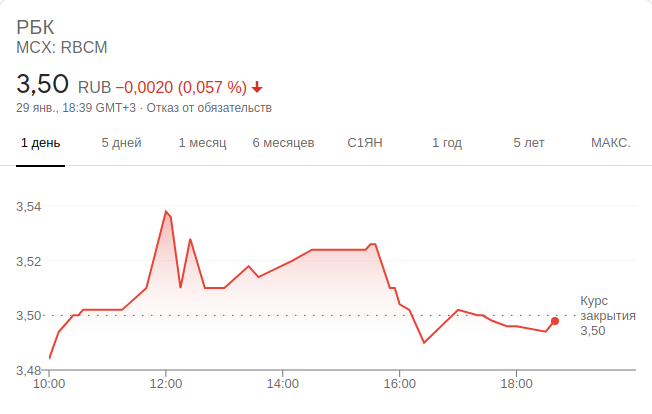 РБК
MCX: RBCM
3,50 RUB −0,0020 (0,057 %)
29 янв., 18:39 GMT+3 · Отказ от обязательств
1 день 5 дней 1 месяц 6 месяцев С1ЯН 1 год 5 лет МАКС.
3,54
3,52
3,50
3,48
Курс
закрытия
3,50
10:00 12:00 14:00 16:00 18:00